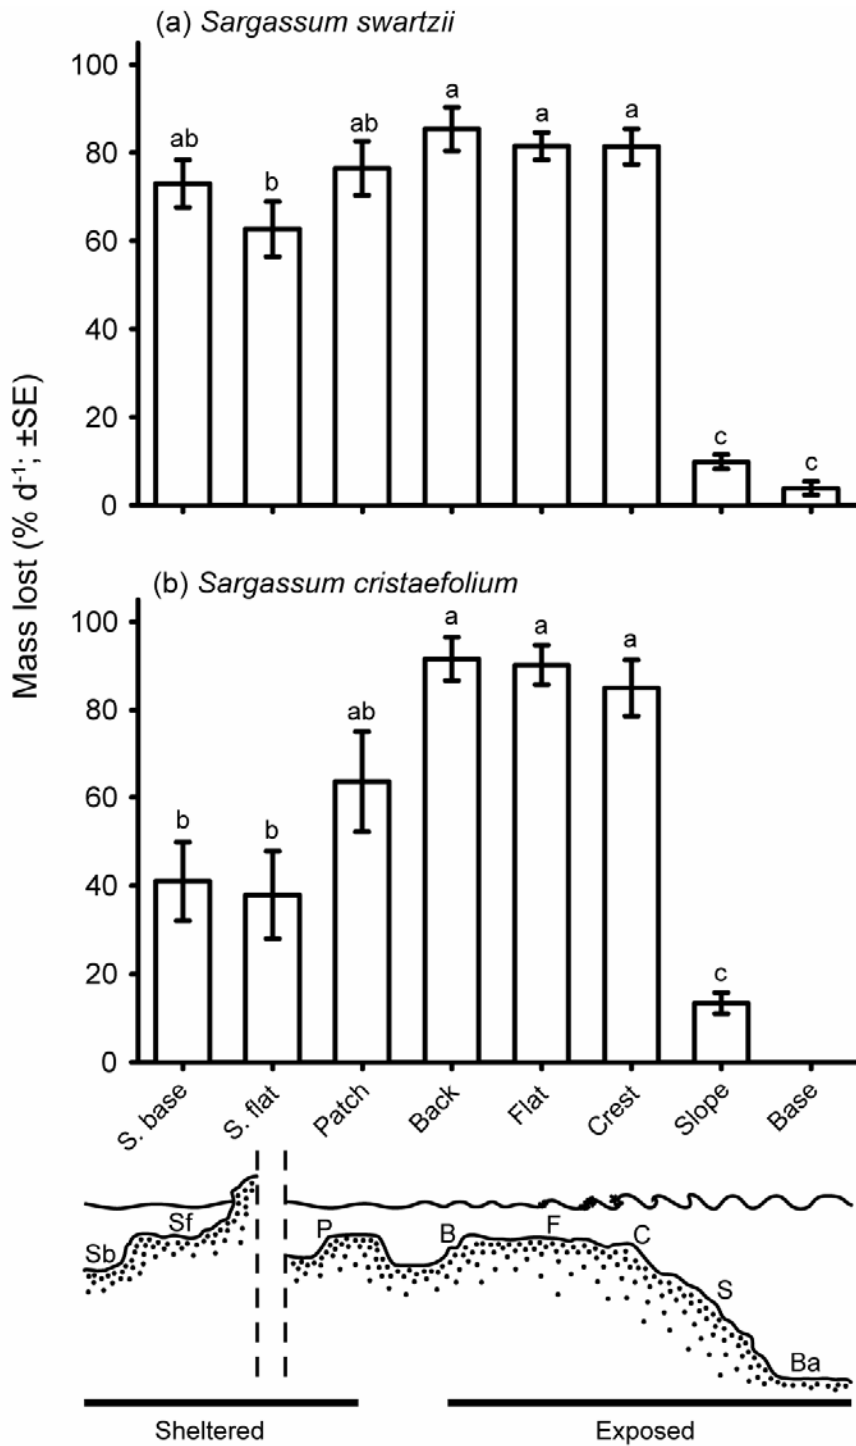 (a) Sargassum swartzii
100
80
60
40
20
0
ab
b
ab
a
a
a
c
c
Mass lost (% d-1; ±SE)
(b) Sargassum cristaefolium
100
80
60
40
20
0
b
b
ab
a
a
a
c
S. base
S. flat
Patch
Back
Flat
Crest
Slope
Base
Sb
Sf
P
B
F
C
S
Ba
Sheltered
Exposed